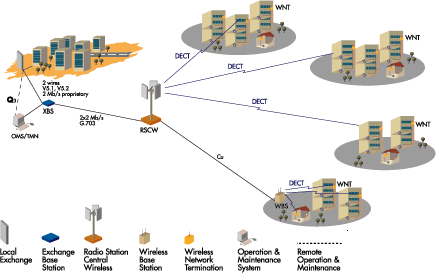 WNT
DECT
WNT
DECT
2 wires
V5.1, V5.2
2 Mb/s proprietary
Q3
XBS
OMS/TMN
2x2 Mb/s
G.703
RSCW
DECT
WNT
Cu
DECT
WNT
WBS
Local
Exchange
Exchange
Base
Station
Radio Station
Central
Wireless
Wireless
Base
Station
Wireless
Network
Termination
Operation &
Maintenance
System
Remote
Operation &
Maintenance